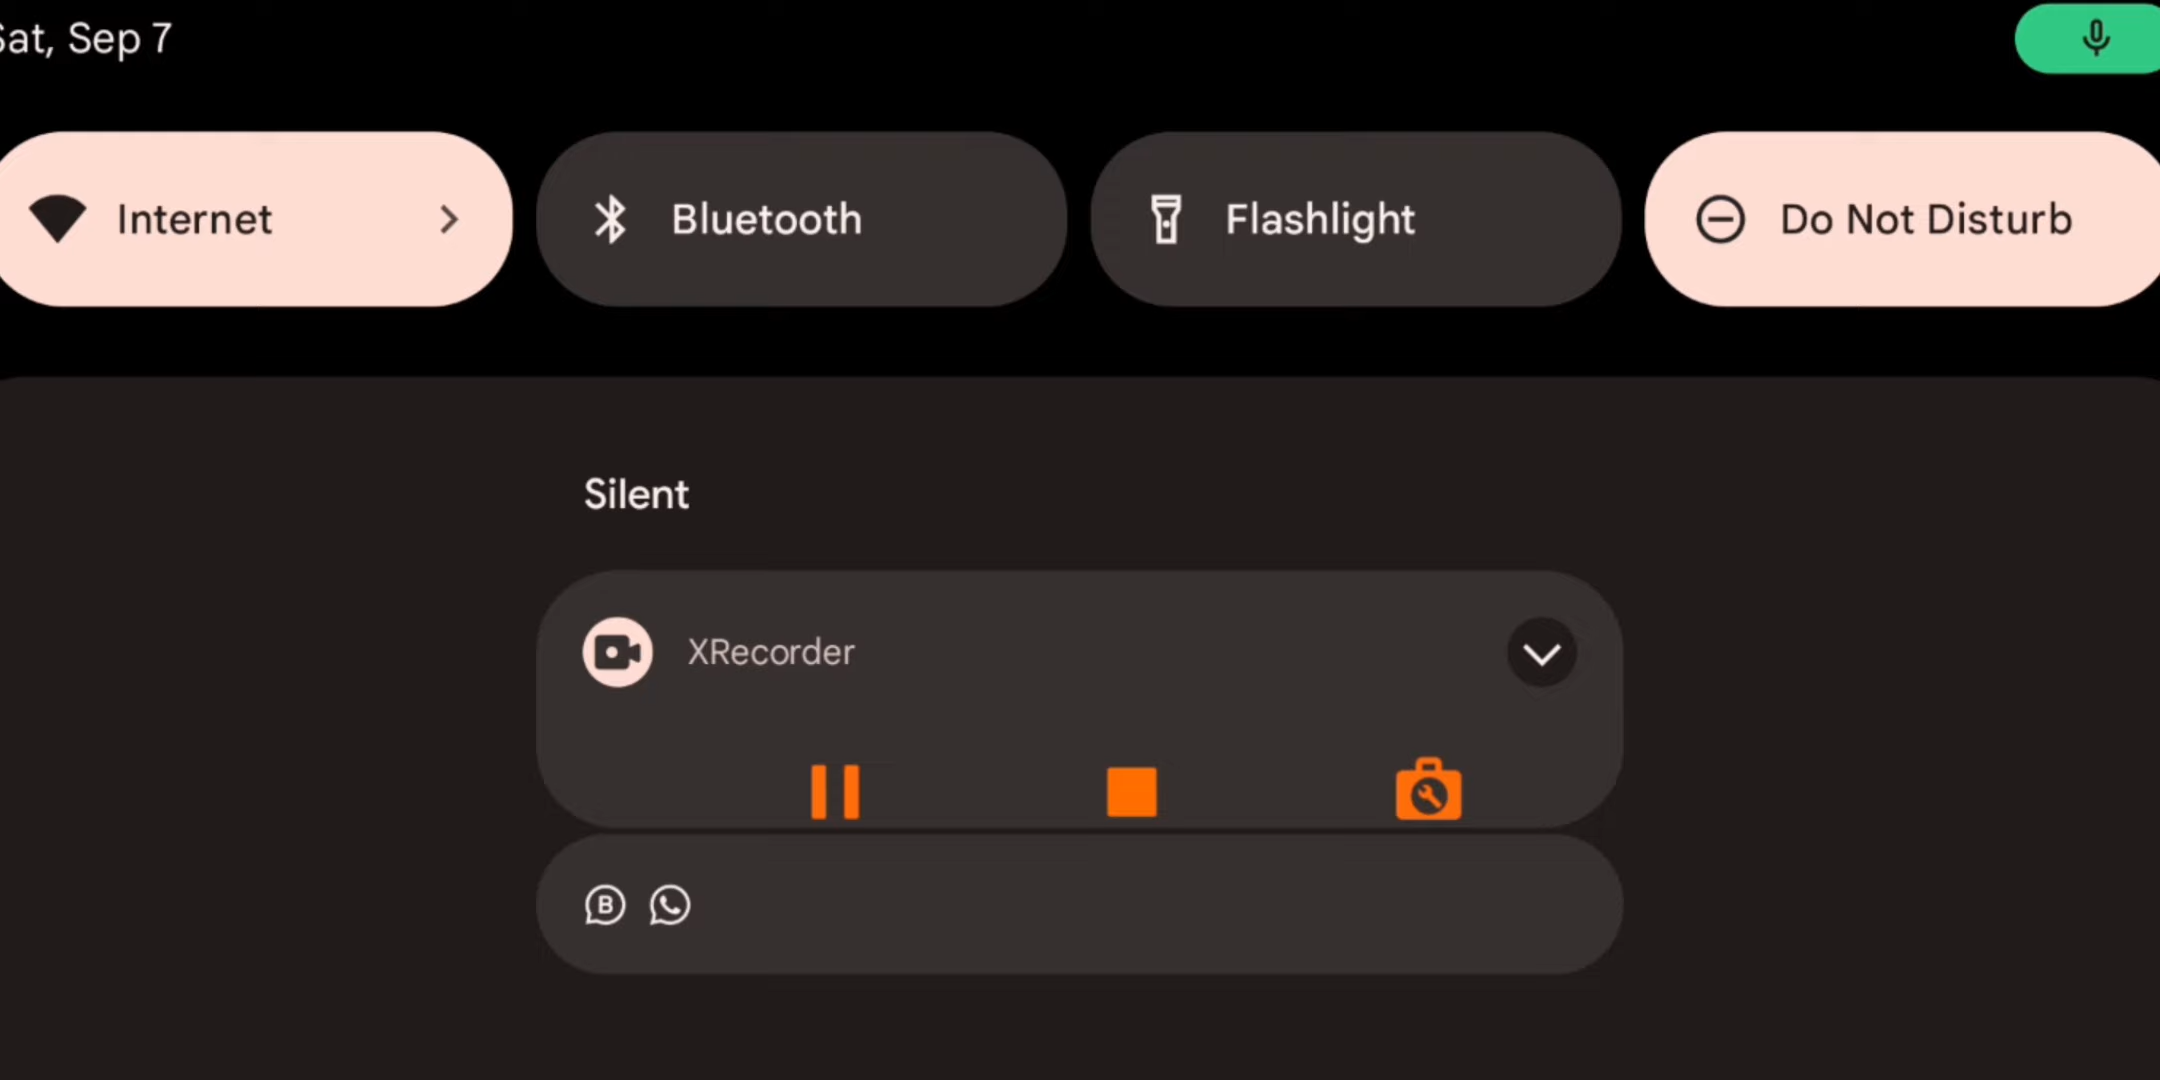 Sat, Sep 7
Internet
Bluetooth
Flashlight
Do Not Disturb
Silent
XRecorder
B